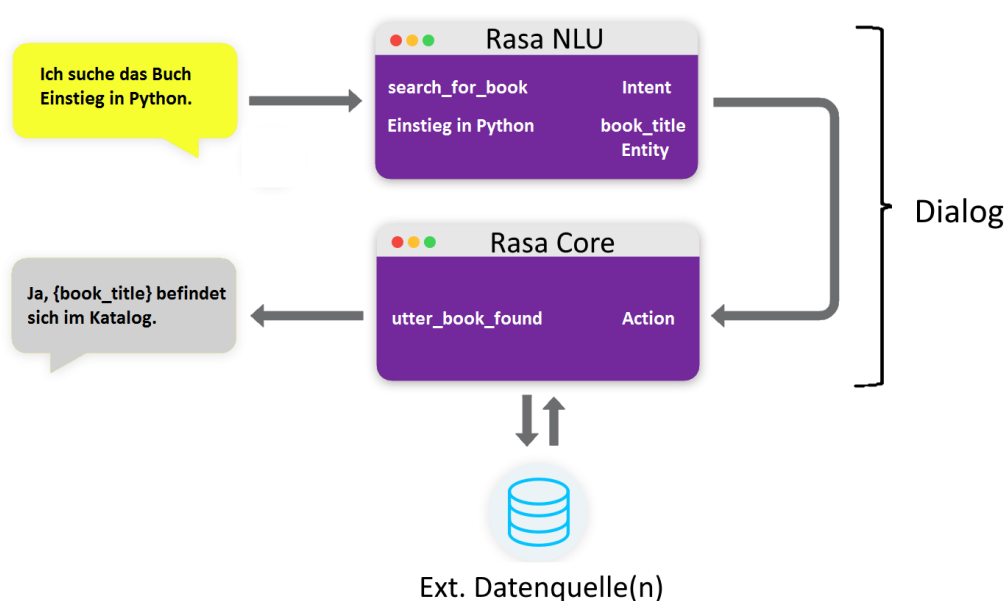 Rasa NLU
Ich suche das Buch
Einstieg in Python.
search_for_book Intent
Einstieg in Python book_title
Entity
Dialog
Rasa Core
Ja, {book_title} befindet
sich im Katalog.
utter_book_found Action
Ext. Datenquelle(n)